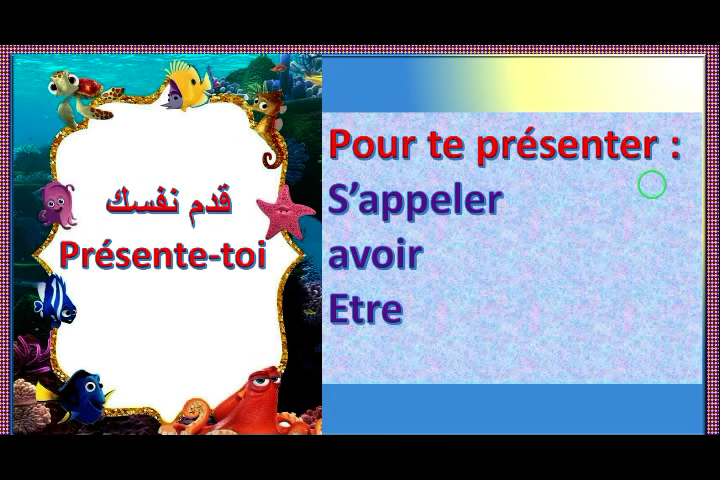 قدم نفسك
Présente-toi
Pour te présenter :
S’appeler
avoir
Etre